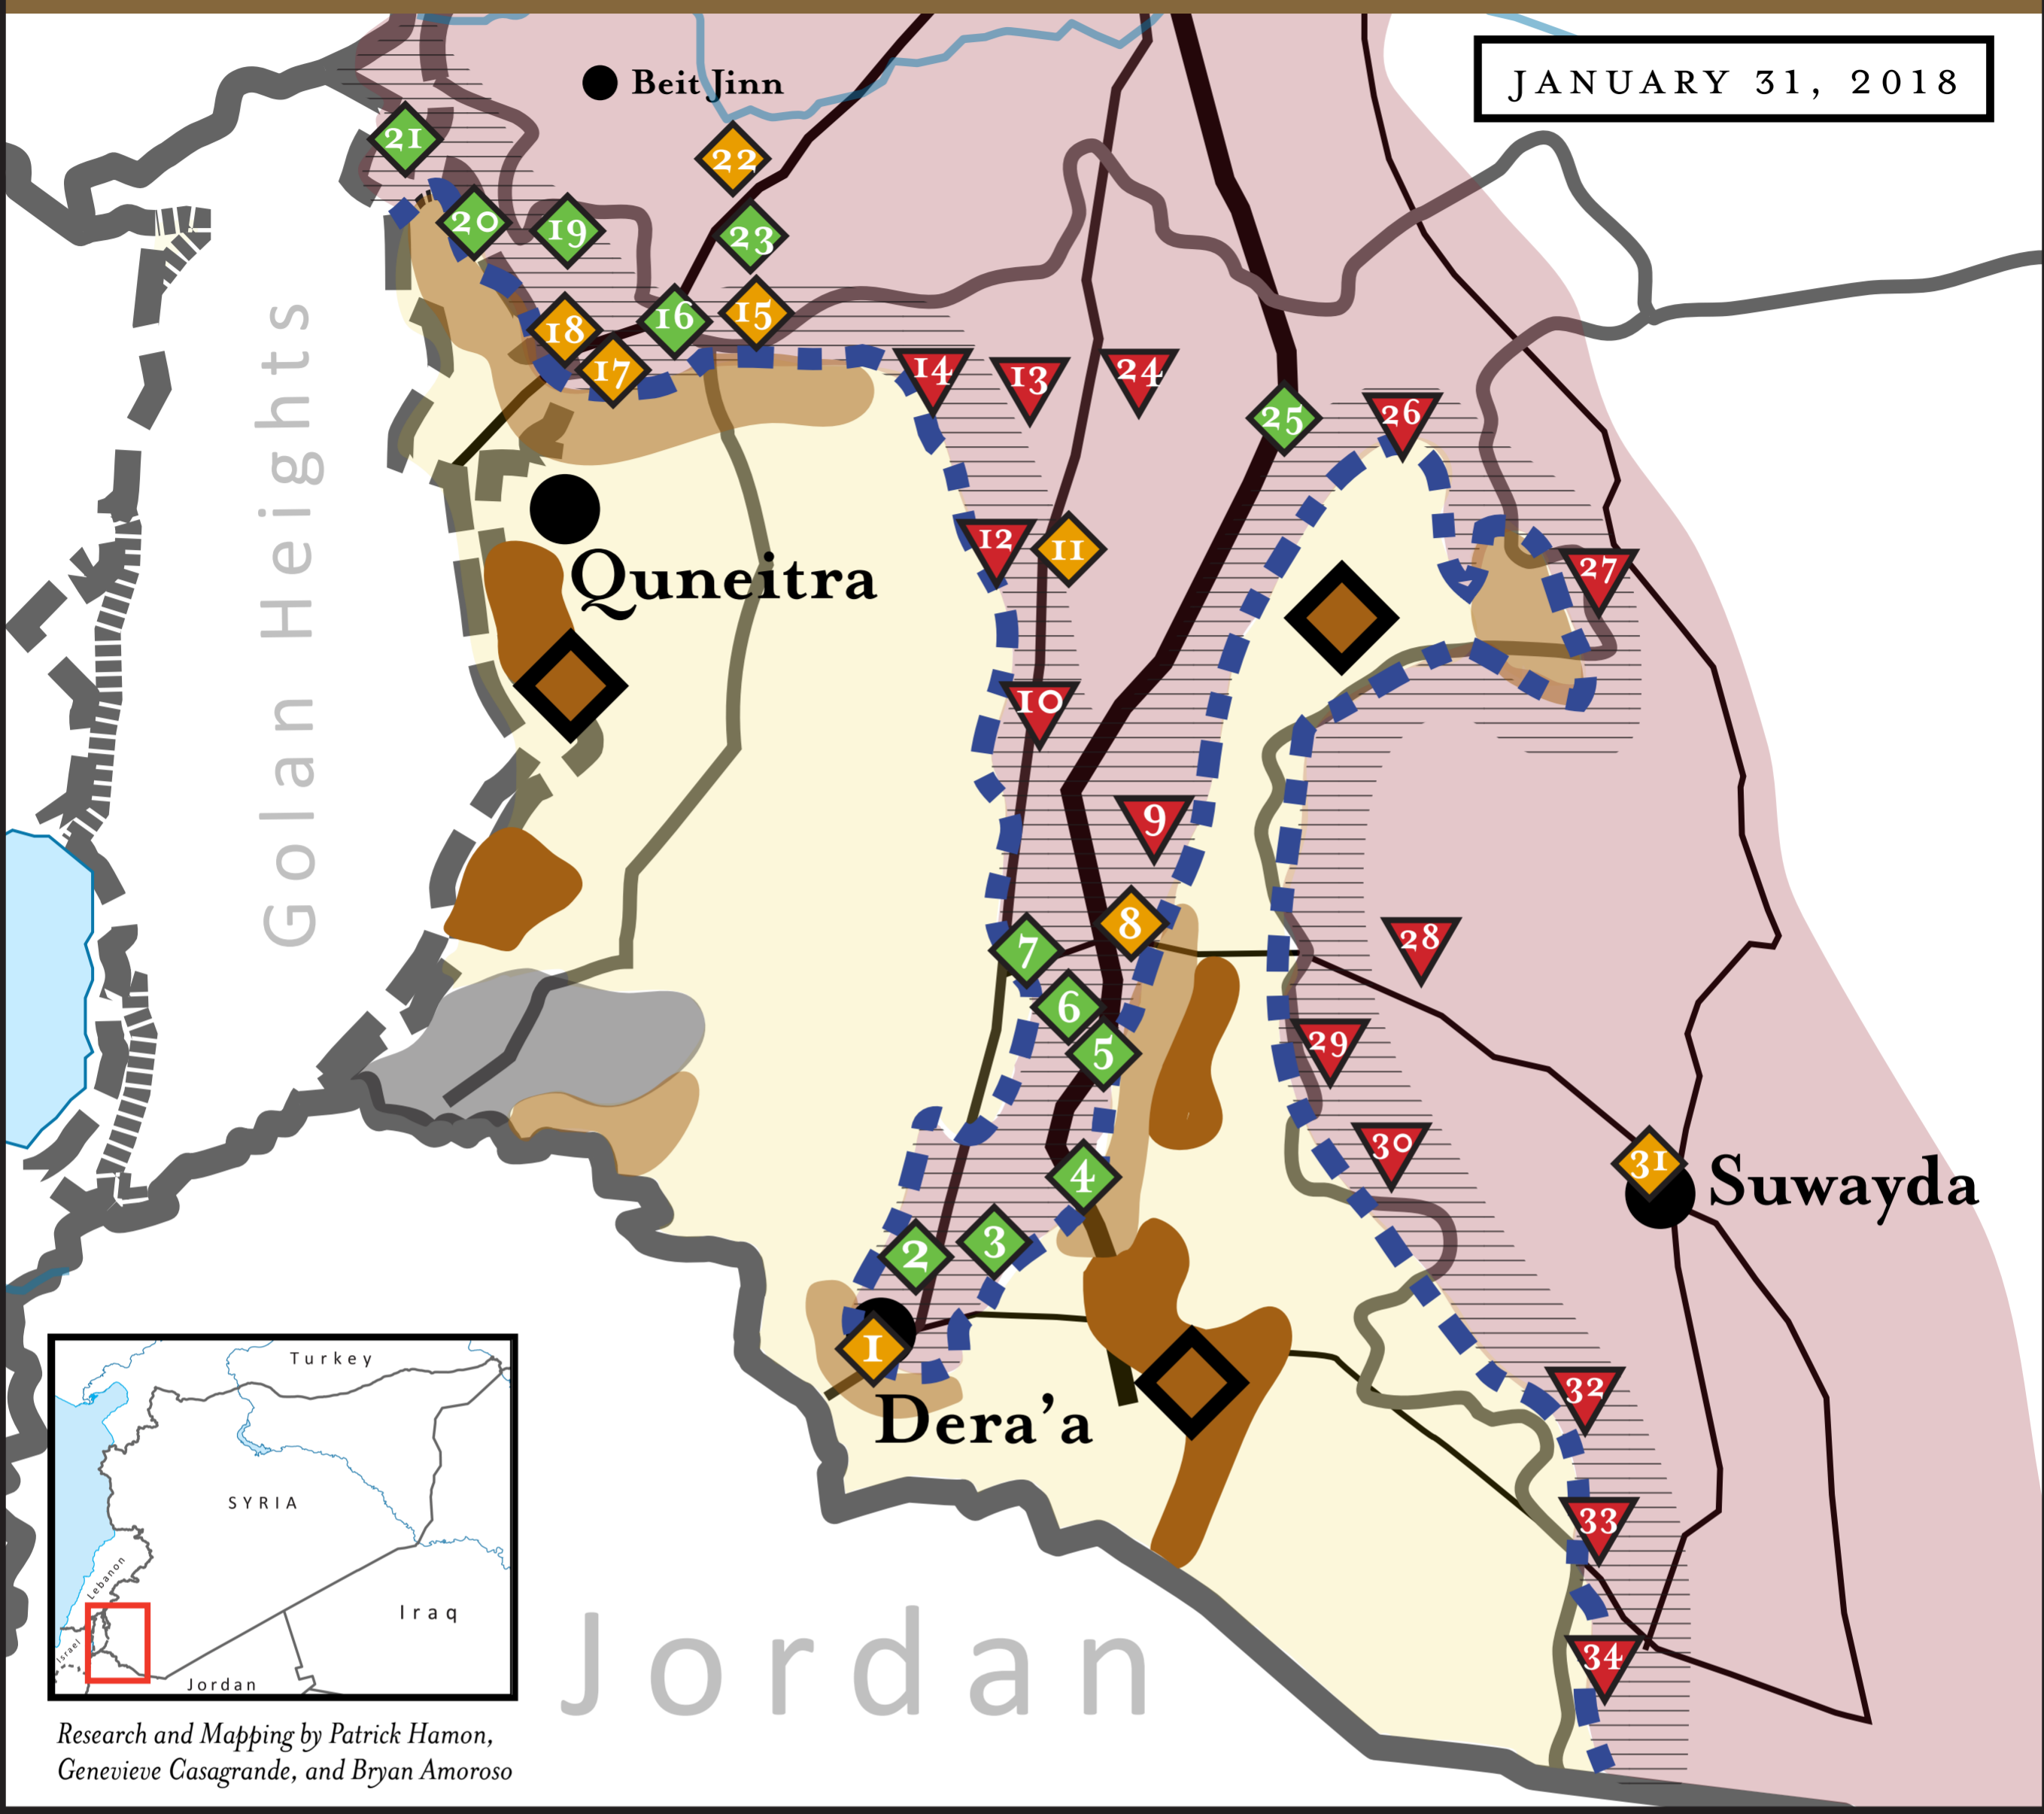 JANUARY 31, 2018
Beit Jinn
21
22
20
19
23
18
16
15
17
14
13
24
25
26
Golan Heights
Quneitra
12
11
27
10
9
8
7
28
6
5
29
30
4
31
Suwayda
2
3
1
Dera'a
32
33
34
Jordan
Turkey
SYRIA
Lebanon
Iraq
Israel
Jordan
Research and Mapping by Patrick Hamon,
Genevieve Casagrande, and Bryan Amoroso